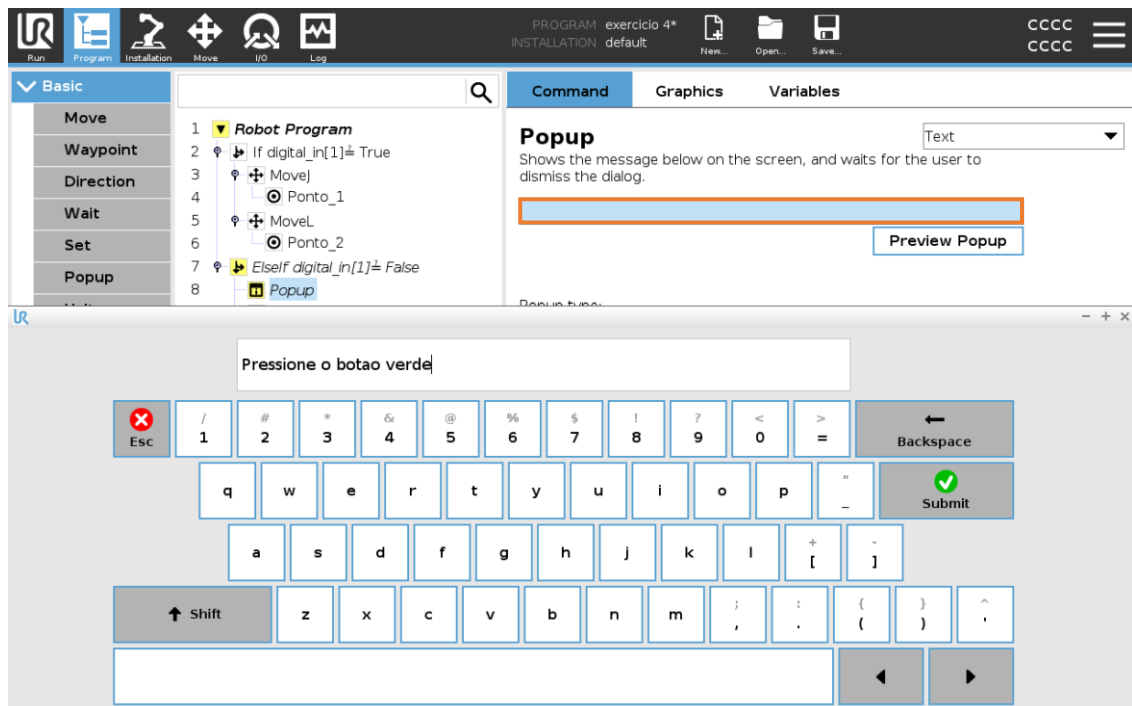 UR
Run
Program
Installation
Move
I/O
Log
PROGRAM exercicio 4*
INSTALLATION default
New...
Open...
Save...
CCCC
CCCC
Basic
Move
Waypoint
Direction
Wait
Set
Popup
1 Robot Program
2 If digital_in[1]≟ True
3 MoveJ
4 Ponto_1
5 MoveL
6 Ponto_2
7 ElseIf digital_in[1]≟ False
8 Popup
Command Graphics Variables
Popup
Text
Shows the message below on the screen, and waits for the user to
dismiss the dialog.
Preview Popup
Popup type:
UR
- + ×
Pressione o botao verde
Esc
/ # * & @ % $ ! ? < >
1 2 3 4 5 6 7 8 9 0 =
Backspace
q w e r t y u i o p " _
Submit
a s d f g h j k l + [ - ]
Shift
z x c v b n m ; , : . { ( } ) ^ '